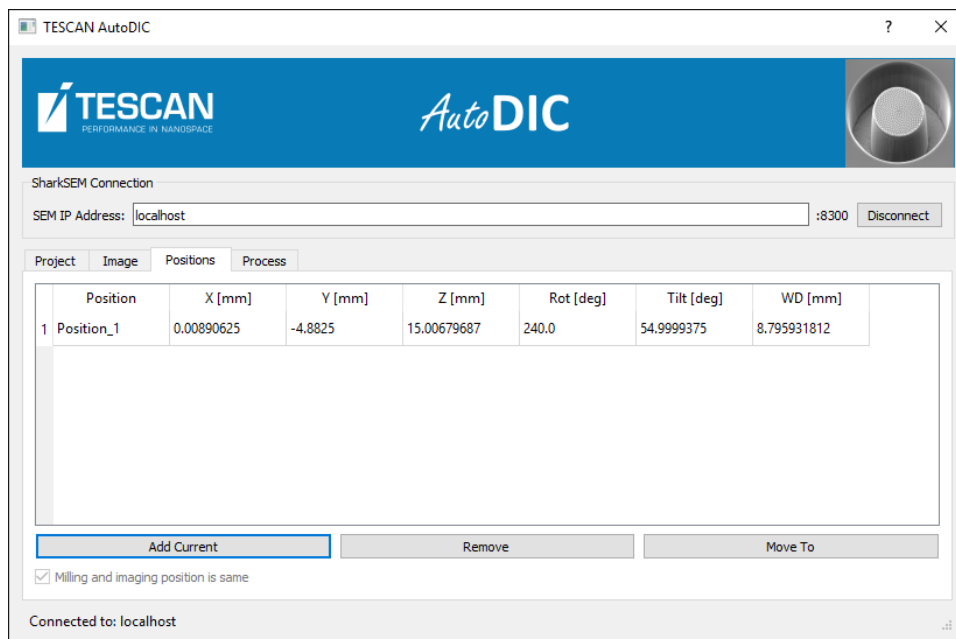 TESCAN AutoDIC ? X
TESCAN
PERFORMANCE IN NANOSPACE
Auto DIC
SharkSEM Connection
SEM IP Address: localhost :8300 Disconnect
Project Image Positions Process
Position X [mm] Y [mm] Z [mm] Rot [deg] Tilt [deg] WD [mm]
1 Position_1 0.00890625 -4.8825 15.00679687 240.0 54.9999375 8.795931812
Add Current Remove Move To
Milling and imaging position is same
Connected to: localhost